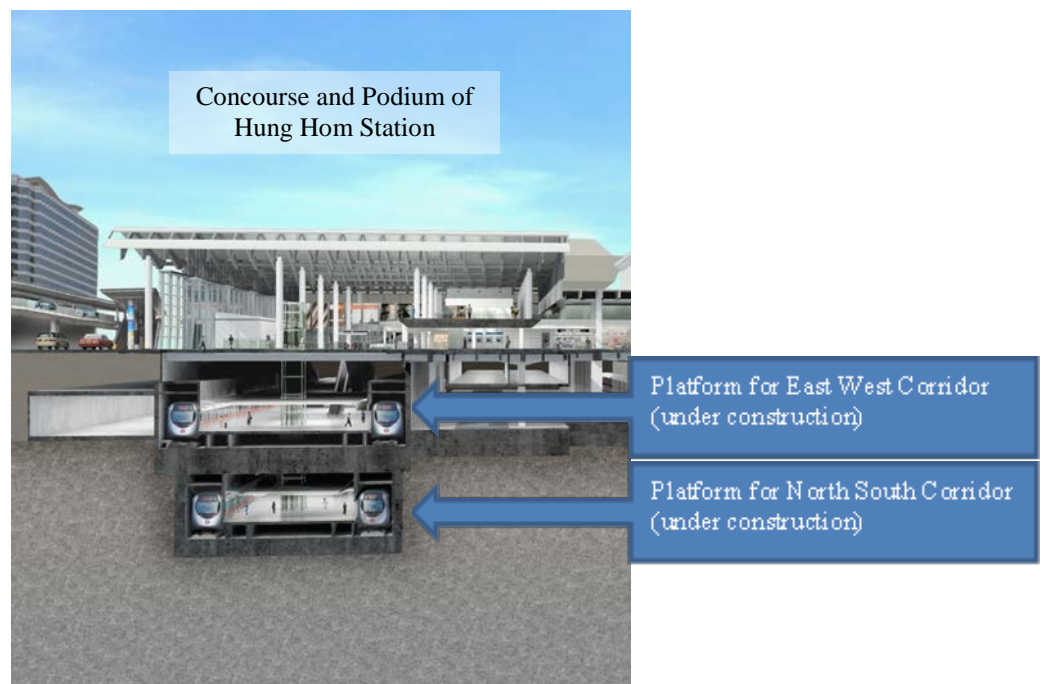 Concourse and Podium of
Hung Hom Station
Platform for East West Corridor
(under construction)
Platform for North South Corridor
(under construction)